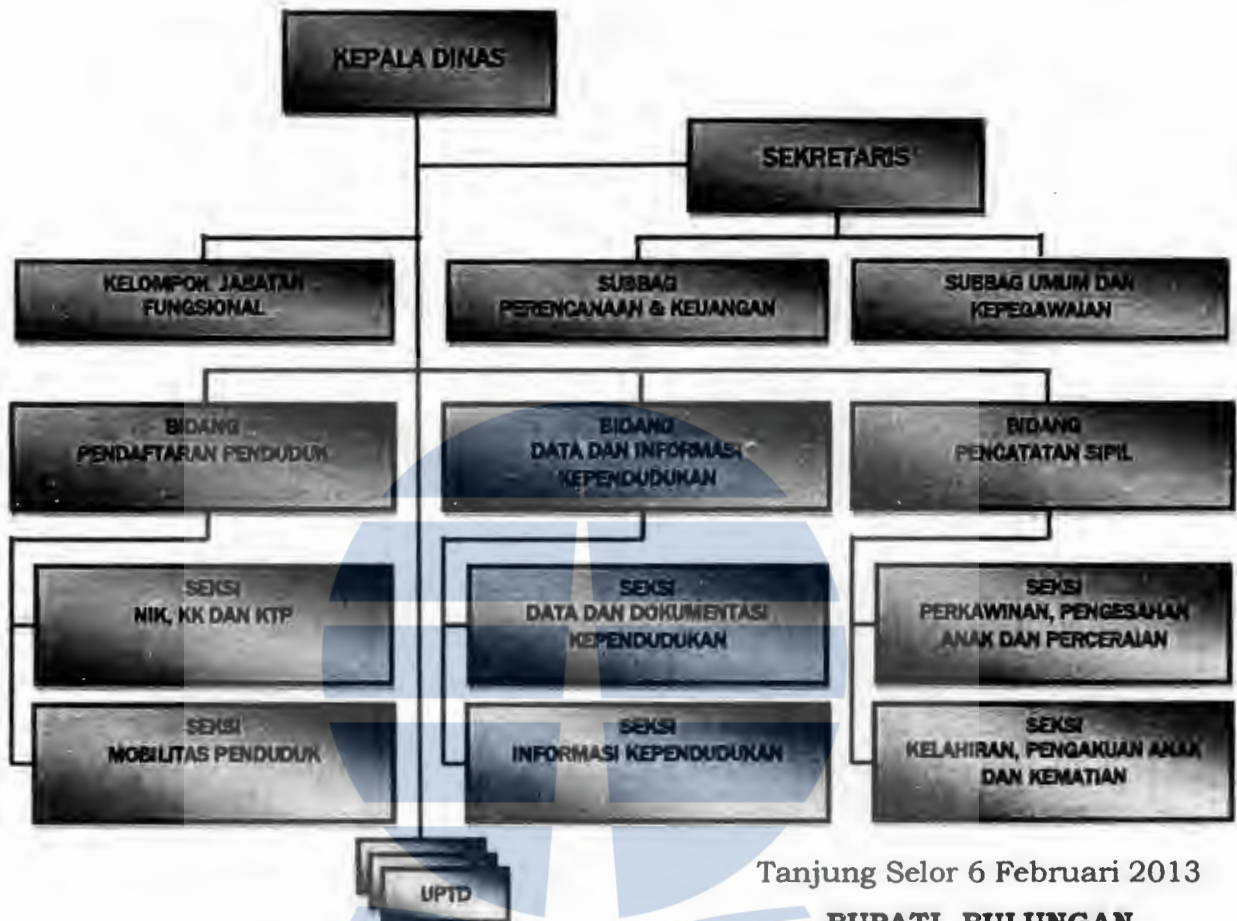 KEPALA DINAS
SEKRETARIS
KELOMPOK JABATAN
FUNGSIONAL
SUBBAG
PERENCANAAN & KEUANGAN
SUBBAG UMUM DAN
KEPEGAWAIAN
BIDANG
PENDAFTARAN PENDUDUK
BIDANG
DATA DAN INFORMASI
KEPENDUDUKAN
BIDANG
PENCATATAN SIPIL
SEKSI
NIK, KK DAN KTP
SEKSI
DATA DAN DOKUMENTASI
KEPENDUDUKAN
SEKSI
PERKAWINAN, PENGESAHAN
ANAK DAN PERCERAIAN
SEKSI
MOBILITAS PENDUDUK
SEKSI
INFORMASI KEPENDUDUKAN
SEKSI
KELAHIRAN, PENGAKUAN ANAK
DAN KEMATIAN
UPTD
Tanjung Selor 6 Februari 2013
BUPATI BULUNGAN